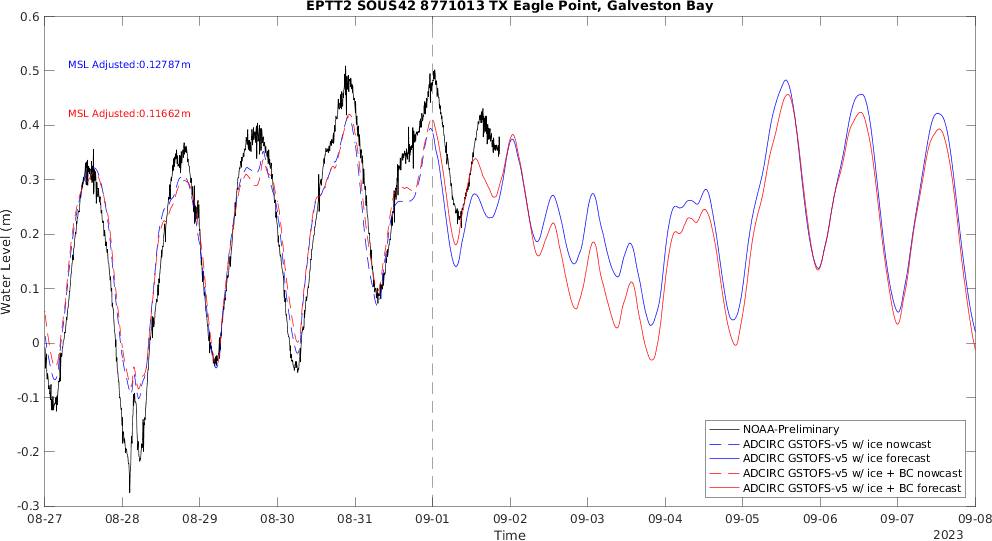 EPTT2 SOUS42 8771013 TX Eagle Point, Galveston Bay
MSL Adjusted:0.12787m
MSL Adjusted:0.11662m
Water Level (m)
0.6
0.5
0.4
0.3
0.2
0.1
0
-0.1
-0.2
-0.3
NOAA-Preliminary
ADCIRC GSTOFS-v5 w/ ice nowcast
ADCIRC GSTOFS-v5 w/ ice forecast
ADCIRC GSTOFS-v5 w/ ice + BC nowcast
ADCIRC GSTOFS-v5 w/ ice + BC forecast
08-27 08-28 08-29 08-30 08-31 09-01 09-02 09-03 09-04 09-05 09-06 09-07 09-08
Time
2023